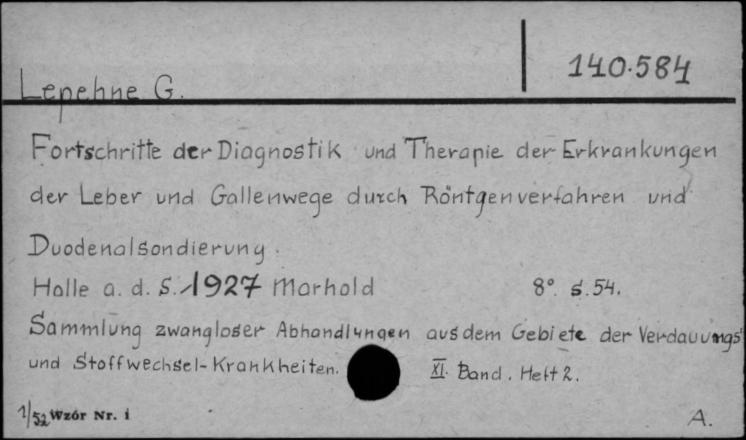 140.584
Lepehne G.
Fortschritte der Diagnostik und Therapie der Erkrankungen
der Leber und Gallenwege durch Röntgenverfahren und
Duodenalsondierung.
Halle a. d. S. 1927 Marhold 8°. s. 54.
Sammlung zwangloser Abhandlungen aus dem Gebiete der Verdauungs
und Stoffwechsel-Krankheiten. XI. Band. Heft 2.
1/52 Wzór Nr. 1 A.